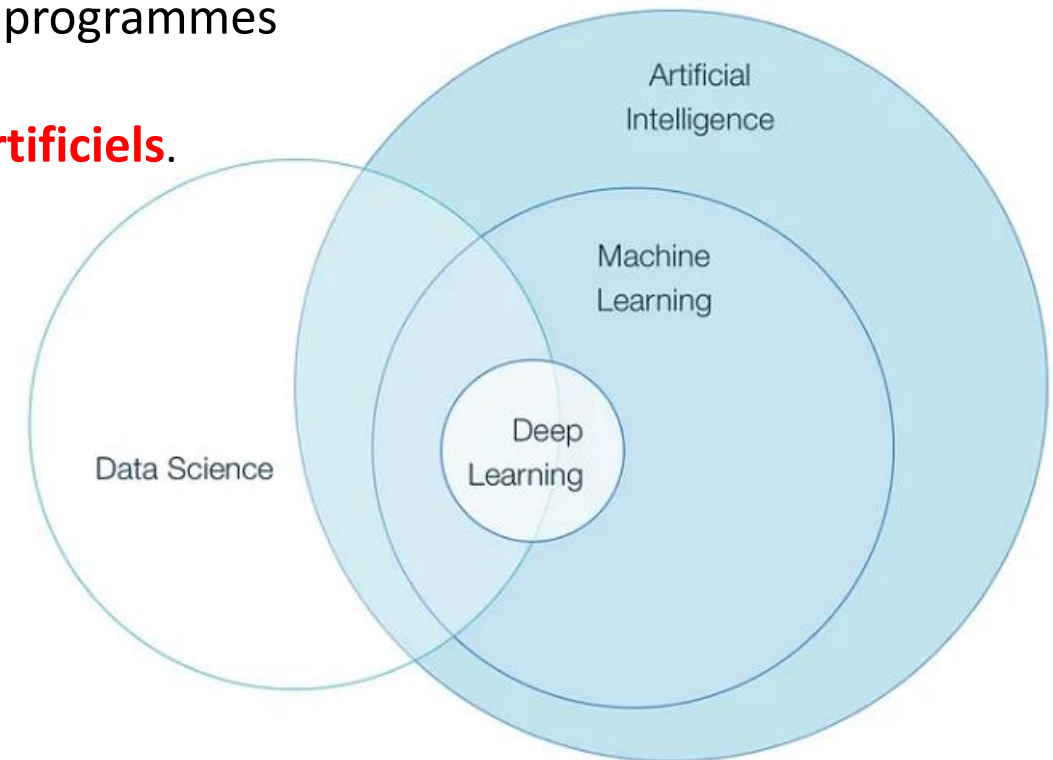 programmes
rtificiels.
Artificial
Intelligence
Machine
Learning
Deep
Learning
Data Science